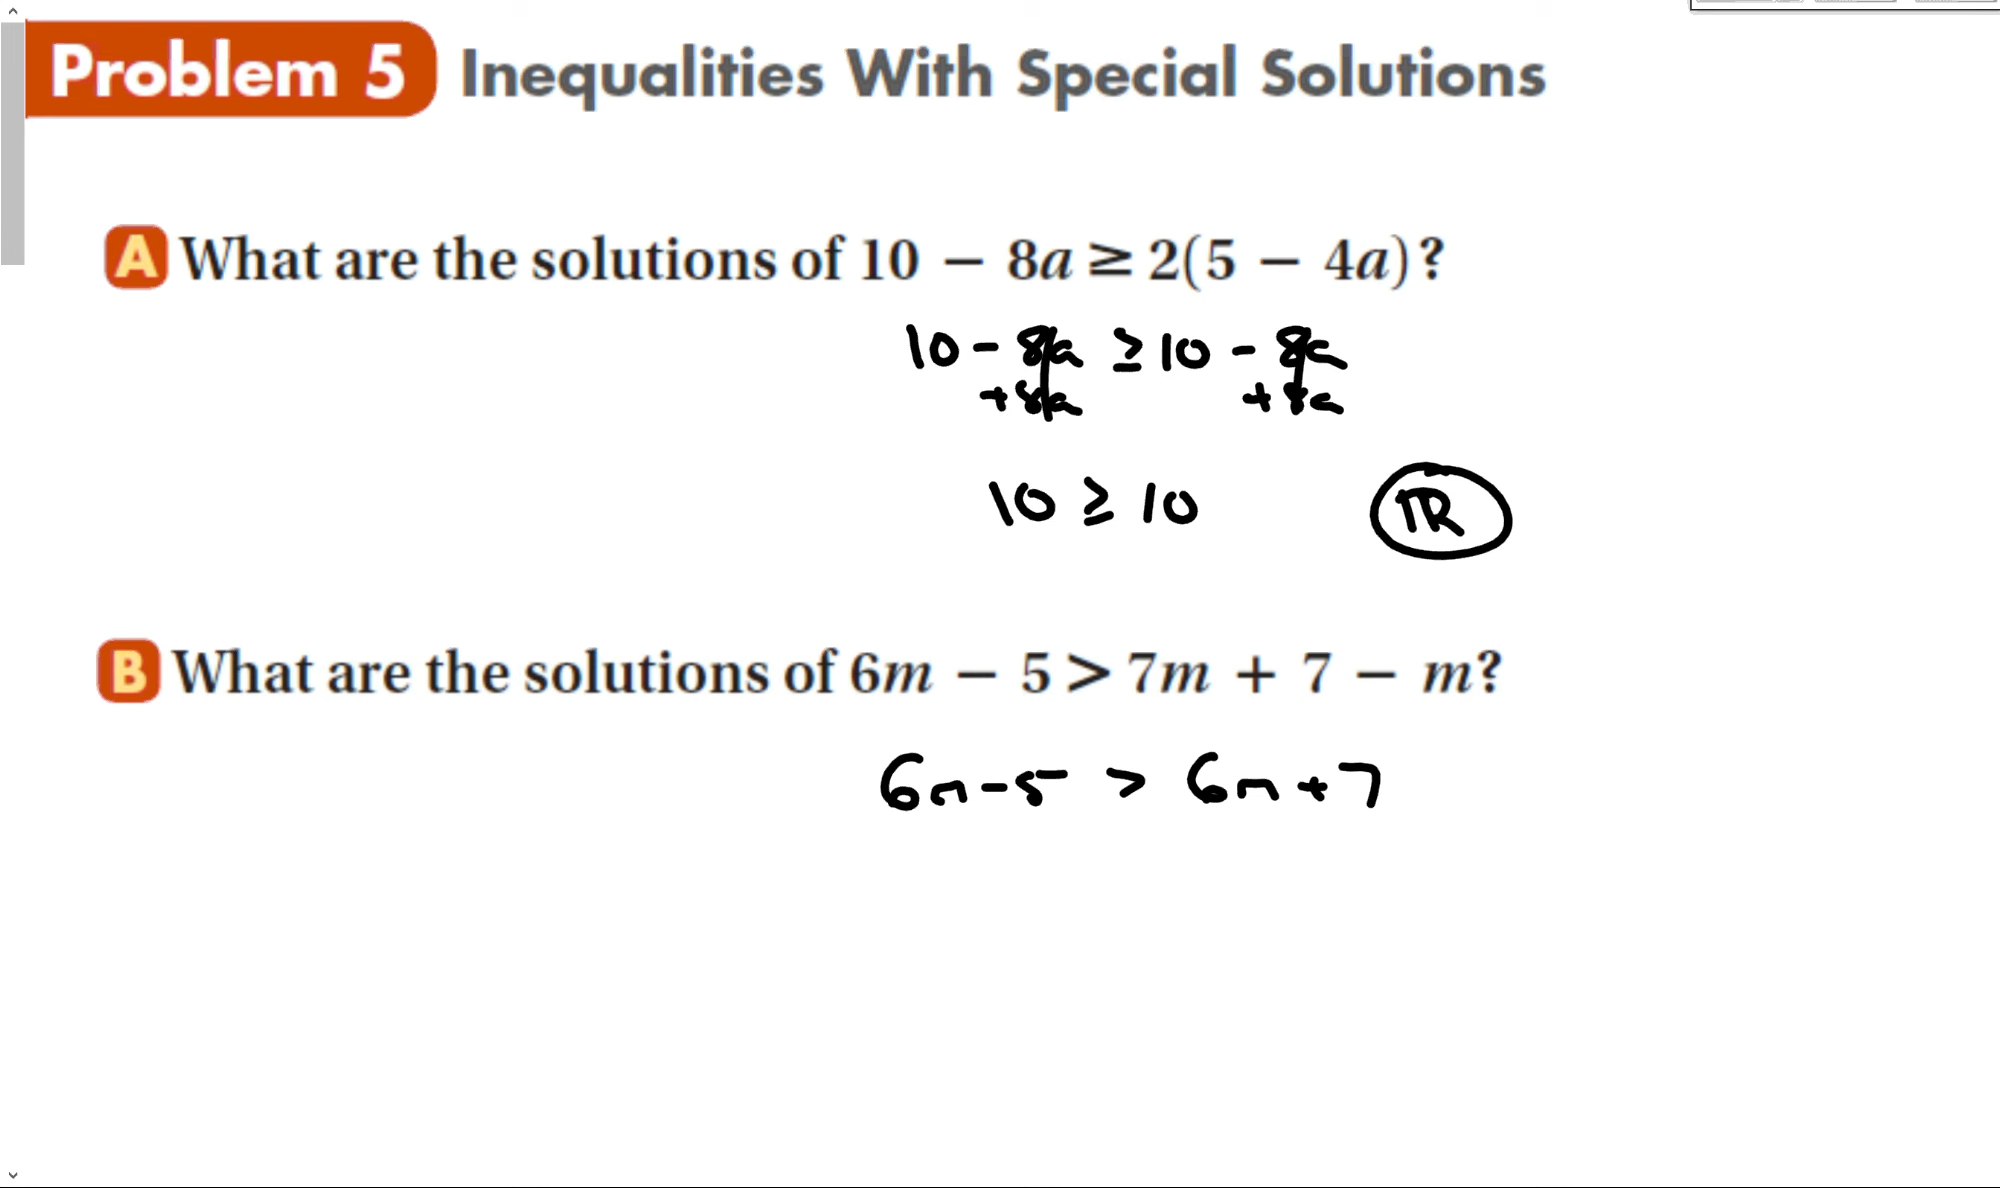 Problem 5 Inequalities With Special Solutions
A What are the solutions of 10 − 8a ≥ 2(5 − 4a)?
10 - 8a ≥ 10 - 8a
+8a +8a
10 ≥ 10 ℝ
B What are the solutions of 6m − 5 > 7m + 7 − m?
6m - 5 > 6m + 7